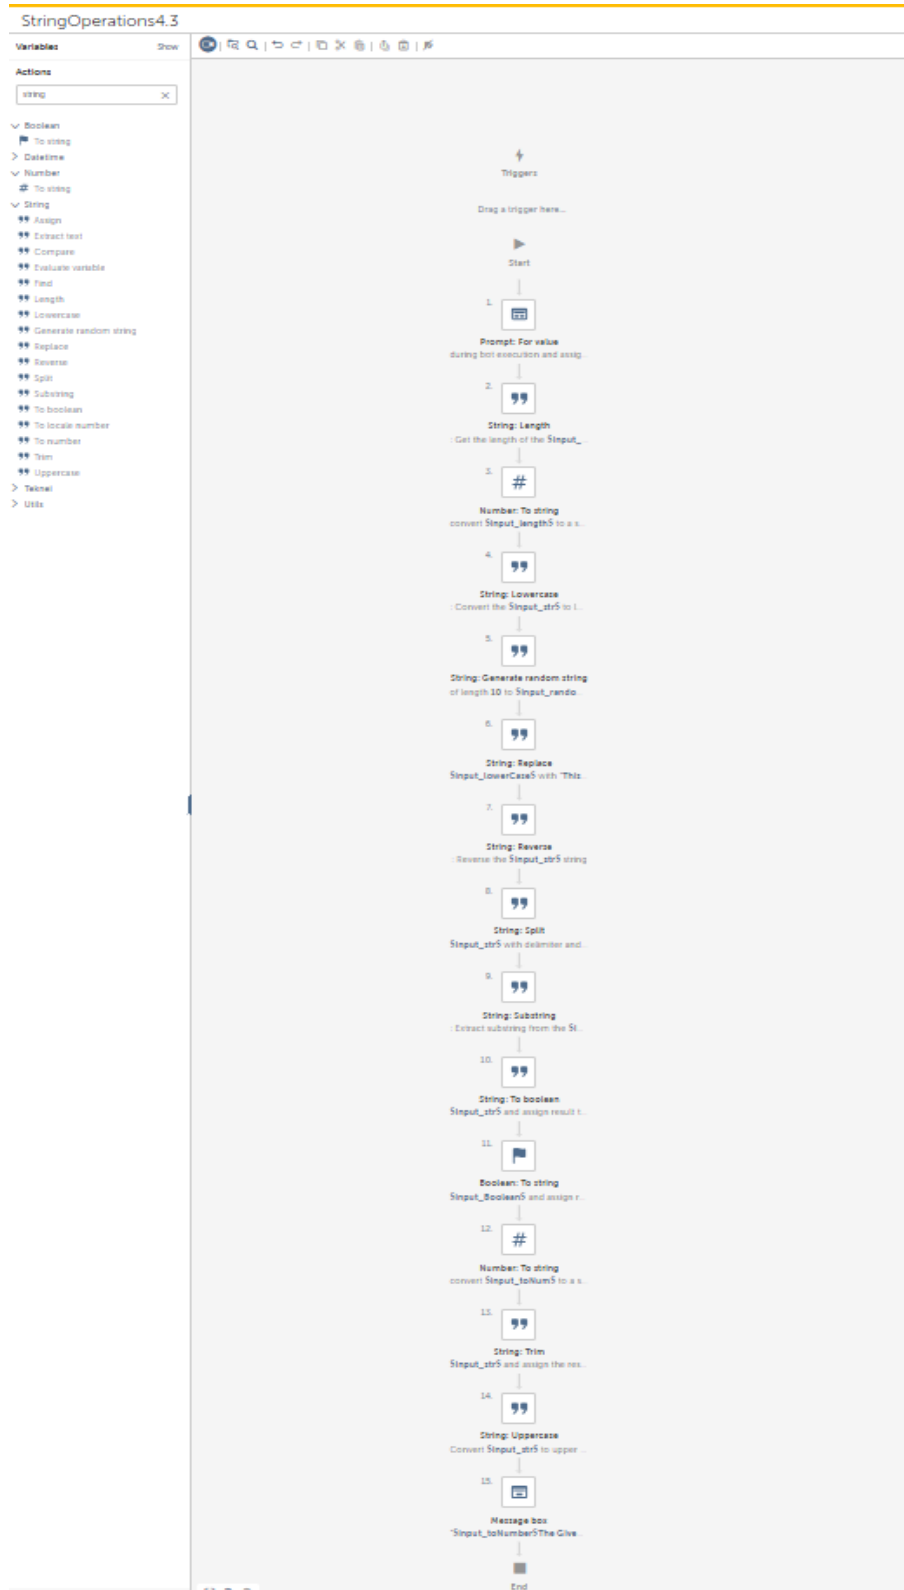 StringOperations4.3
Variables
Show
Actions
string
Boolean
To string
Datetime
Number
To string
String
Assign
Extract text
Compare
Evaluate variable
Find
Length
Lowercase
Generate random string
Replace
Reverse
Split
Substring
To boolean
To locale number
To number
Trim
Uppercase
Teknei
Utils
Triggers
Drag a trigger here...
Start
1.
Prompt: For value
during bot execution and assig..
2.
String: Length
: Get the length of the $input_ ..
3.
Number: To string
convert $input_length$ to a s..
4.
String: Lowercase
: Convert the $input_str$ to l..
5.
String: Generate random string
of length 10 to $input_rando..
6.
String: Replace
$input_lowerCase$ with "This..
7.
String: Reverse
: Reverse the $input_str$ string
8.
String: Split
$input_str$ with delimiter and..
9.
String: Substring
: Extract substring from the $i..
10.
String: To boolean
$input_str$ and assign result t..
11.
Boolean: To string
$input_Boolean$ and assign r..
12.
Number: To string
convert $input_toNum$ to a s..
13.
String: Trim
$input_str$ and assign the res..
14.
String: Uppercase
Convert $input_str$ to upper ..
15.
Message box
"$input_toNumber$The Give..
End